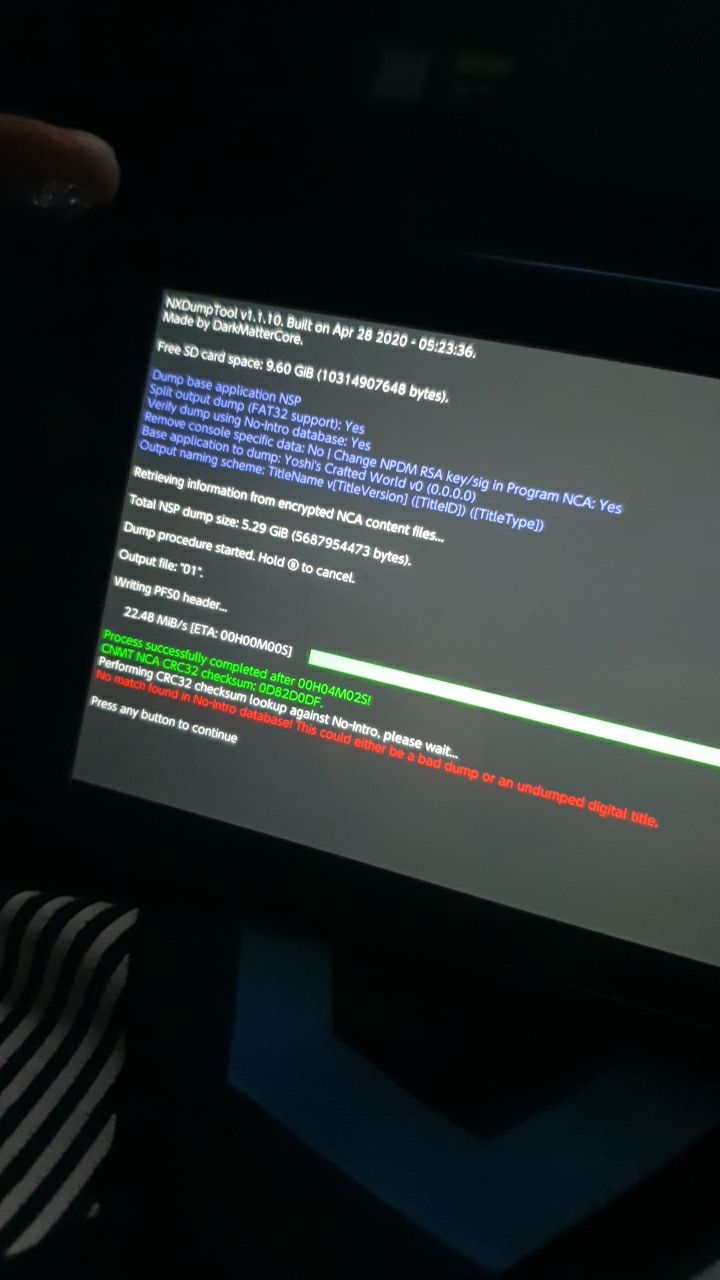 NXDumpTool v1.1.10. Built on Apr 28 2020 - 05:23:36.
Made by DarkMatterCore.
Free SD card space: 9.60 GiB (10314907648 bytes).
Dump base application NSP
Split output dump (FAT32 support): Yes
Verify dump using No-Intro database: Yes
Remove console specific data: No | Change NPDM RSA key/sig in Program NCA: Yes
Base application to dump: Yoshi's Crafted World v0 (0.0.0.0)
Output naming scheme: TitleName v[TitleVersion] ([TitleID]) ([TitleType])
Retrieving information from encrypted NCA content files...
Total NSP dump size: 5.29 GiB (5687954473 bytes).
Dump procedure started. Hold Ⓑ to cancel.
Output file: "01".
Writing PFS0 header...
22.48 MiB/s [ETA: 00H00M00S]
Process successfully completed after 00H04M02S!
CNMT NCA CRC32 checksum: 0D82D0DF.
Performing CRC32 checksum lookup against No-Intro, please wait...
No match found in No-Intro database! This could either be a bad dump or an undumped digital title.
Press any button to continue